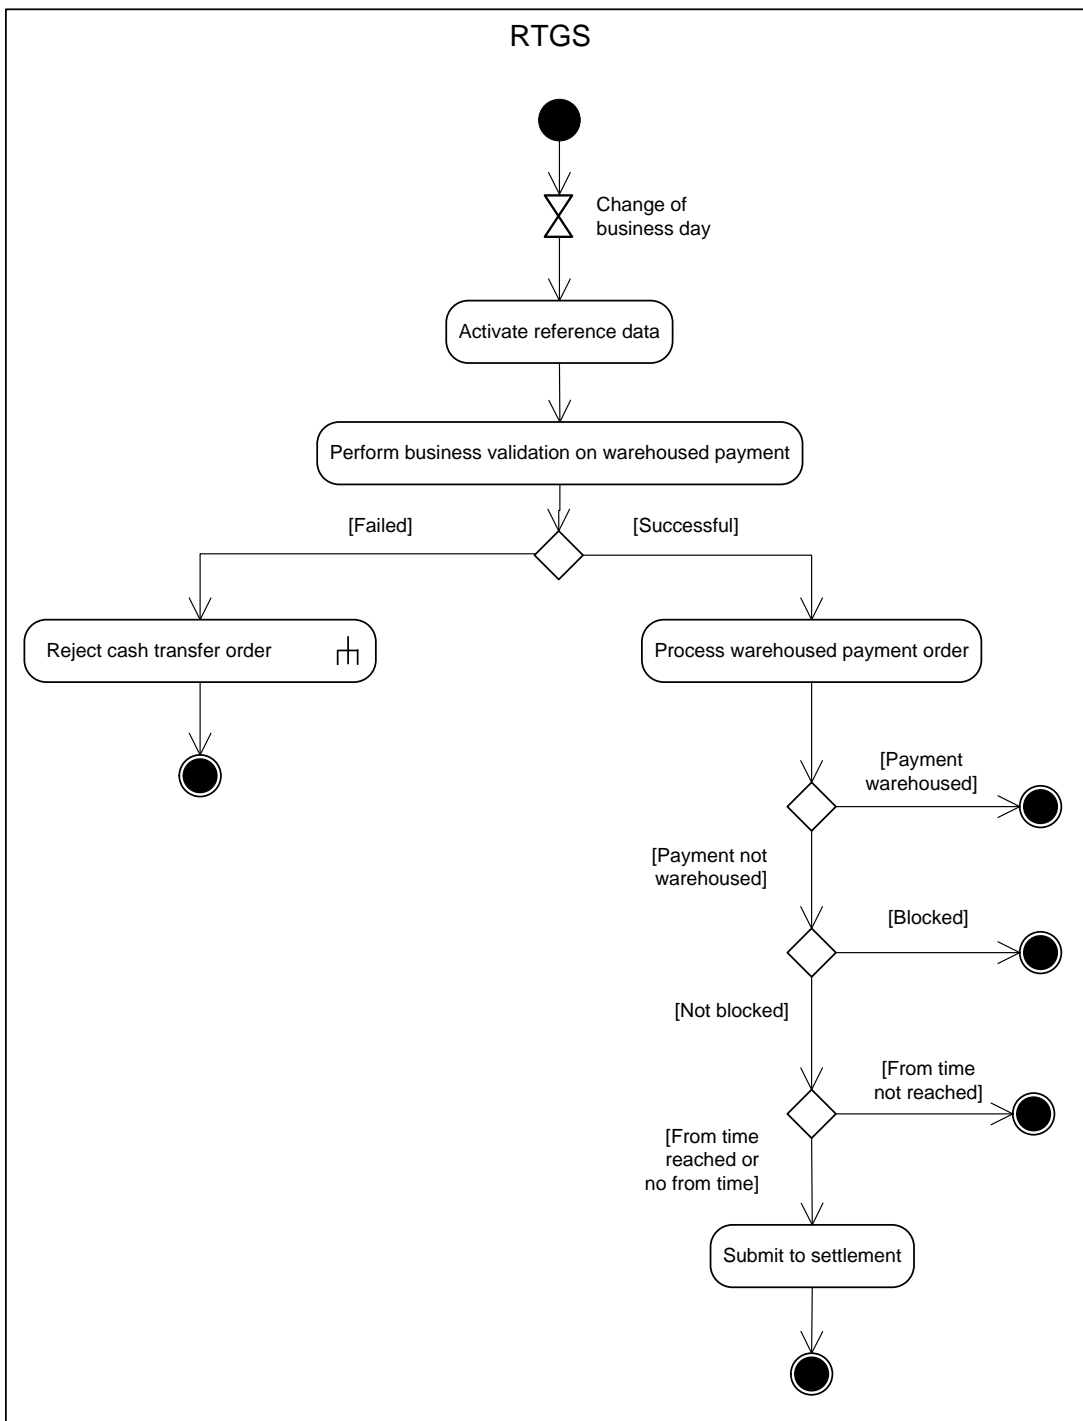 RTGS
Change of
business day
Activate reference data
Perform business validation on warehoused payment
[Failed]
[Successful]
Reject cash transfer order
Process warehoused payment order
[Payment
warehoused]
[Payment not
warehoused]
[Blocked]
[Not blocked]
[From time
not reached]
[From time
reached or
no from time]
Submit to settlement